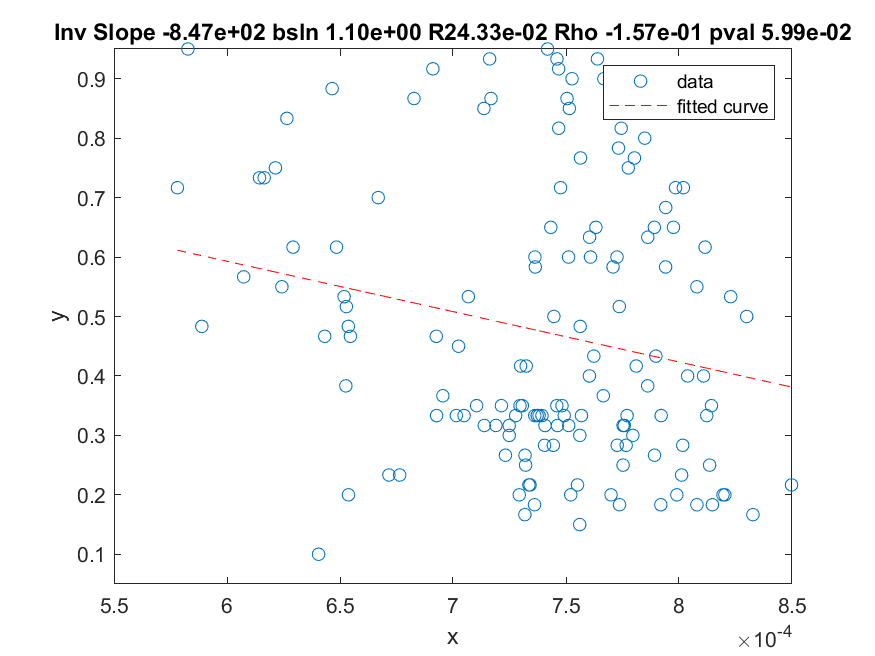 Inv Slope -8.47e+02 bsln 1.10e+00 R24.33e-02 Rho -1.57e-01 pval 5.99e-02
data
fitted curve
0.9
0.8
0.7
0.6
0.5
0.4
0.3
0.2
0.1
y
5.5 6 6.5 7 7.5 8 8.5
x
×10⁻⁴